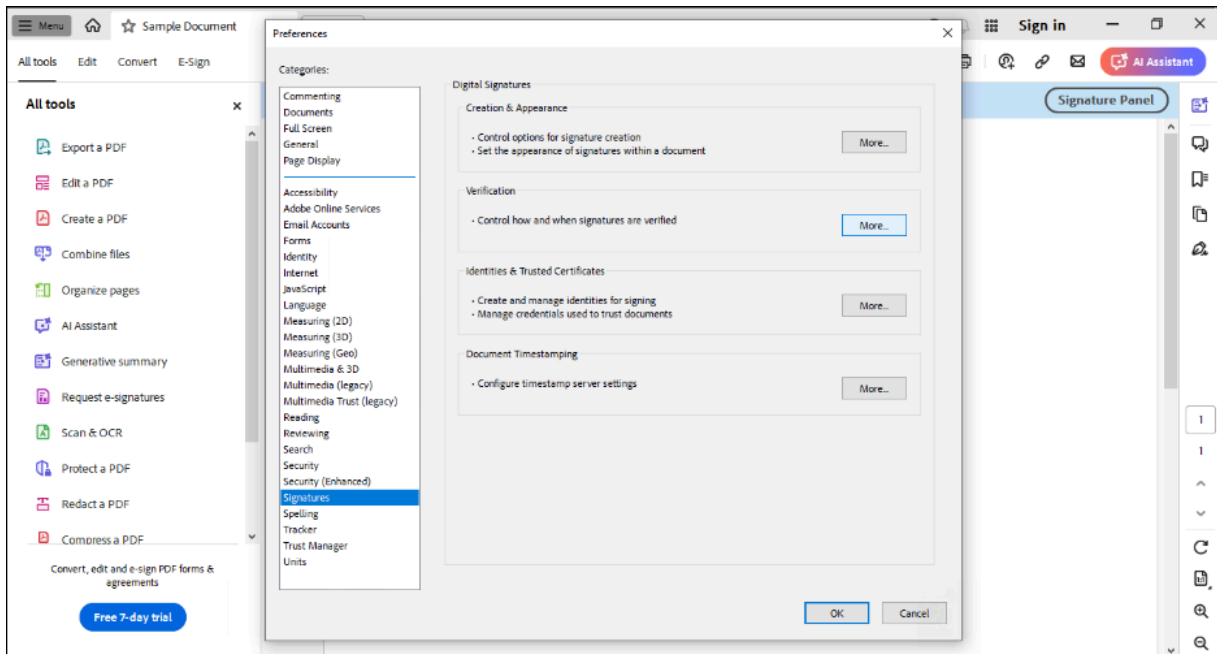 Menu
Sample Document
Sign in
All tools
Edit
Convert
E-Sign
AI Assistant
All tools
Export a PDF
Edit a PDF
Create a PDF
Combine files
Organize pages
AI Assistant
Generative summary
Request e-signatures
Scan & OCR
Protect a PDF
Redact a PDF
Compress a PDF
Convert, edit and e-sign PDF forms &
agreements
Free 7-day trial
Preferences
Categories:
Commenting
Documents
Full Screen
General
Page Display
Accessibility
Adobe Online Services
Email Accounts
Forms
Identity
Internet
JavaScript
Language
Measuring (2D)
Measuring (3D)
Measuring (Geo)
Multimedia & 3D
Multimedia (legacy)
Multimedia Trust (legacy)
Reading
Reviewing
Search
Security
Security (Enhanced)
Signatures
Spelling
Tracker
Trust Manager
Units
Digital Signatures
Creation & Appearance
• Control options for signature creation
• Set the appearance of signatures within a document
More...
Verification
• Control how and when signatures are verified
More...
Identities & Trusted Certificates
• Create and manage identities for signing
• Manage credentials used to trust documents
More...
Document Timestamping
• Configure timestamp server settings
More...
OK
Cancel
Signature Panel
1
1